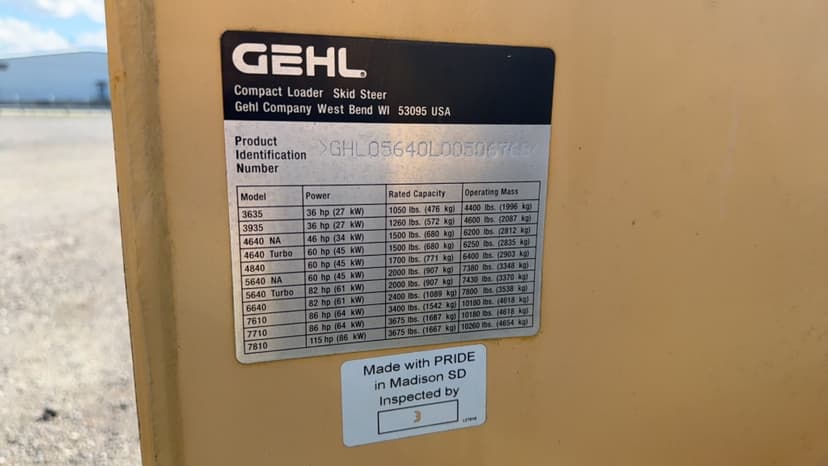 GEHL
Compact Loader Skid Steer
Gehl Company West Bend WI 53095 USA
Product
Identification
Number
Model Power Rated Capacity Operating Mass
3635 36 hp (27 kW) 1050 lbs. (476 kg) 4400 lbs. (1996 kg)
3935 36 hp (27 kW) 1260 lbs. (572 kg) 4600 lbs. (2087 kg)
4640 NA 46 hp (34 kW) 1500 lbs. (680 kg) 6200 lbs. (2812 kg)
4640 Turbo 60 hp (45 kW) 1500 lbs. (680 kg) 6250 lbs. (2835 kg)
4840 60 hp (45 kW) 1700 lbs. (771 kg) 6400 lbs. (2903 kg)
5640 NA 60 hp (45 kW) 2000 lbs. (907 kg) 7380 lbs. (3348 kg)
5640 Turbo 82 hp (61 kW) 2000 lbs. (907 kg) 7430 lbs. (3370 kg)
6640 82 hp (61 kW) 2400 lbs. (1089 kg) 7800 lbs. (3538 kg)
7610 86 hp (64 kW) 3400 lbs. (1542 kg) 10180 lbs. (4618 kg)
7710 86 hp (64 kW) 3675 lbs. (1667 kg) 10180 lbs. (4618 kg)
7810 115 hp (86 kW) 3675 lbs. (1667 kg) 10260 lbs. (4654 kg)
Made with PRIDE
in Madison SD
Inspected by
3